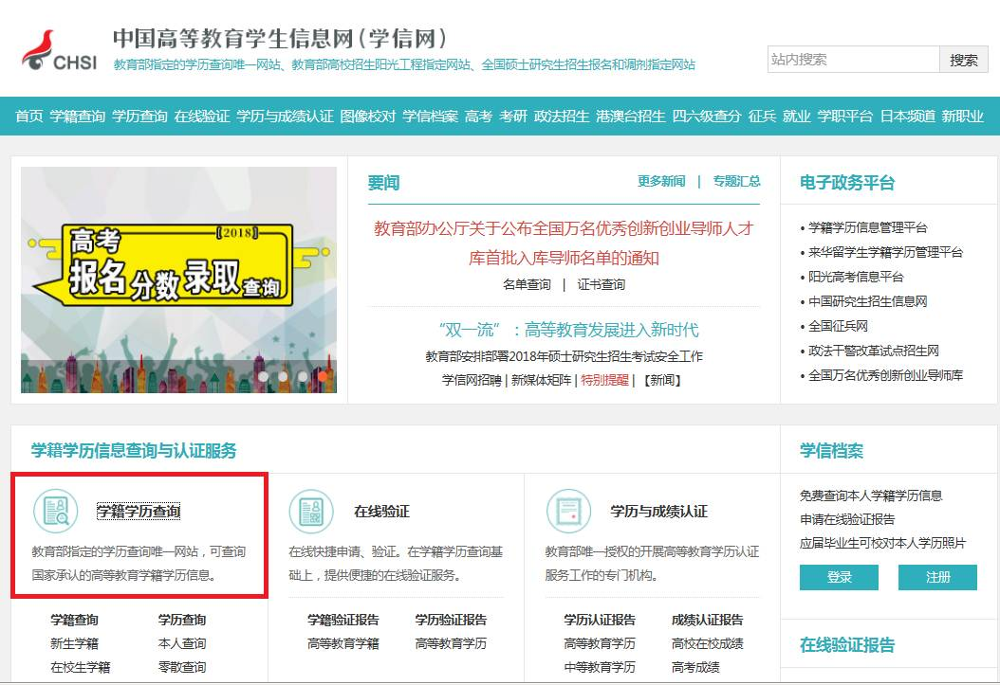 中国高等教育学生信息网(学信网)
CHSI
教育部指定的学历查询唯一网站、教育部高校招生阳光工程指定网站、全国硕士研究生招生报名和调剂指定网站
站内搜索 搜索
首页 学籍查询 学历查询 在线验证 学历与成绩认证 图像校对 学信档案 高考 考研 政法招生 港澳台招生 四六级查分 征兵 就业 学职平台 日本频道 新职业
高考
【2018】
报名分数录取查询
要闻 更多新闻 | 专题汇总
教育部办公厅关于公布全国万名优秀创新创业导师人才
库首批入库导师名单的通知
名单查询 | 证书查询
“双一流”：高等教育发展进入新时代
教育部安排部署2018年硕士研究生招生考试安全工作
学信网招聘 | 新媒体矩阵 | 特别提醒 | 【新闻】
电子政务平台
• 学籍学历信息管理平台
• 来华留学生学籍学历管理平台
• 阳光高考信息平台
• 中国研究生招生信息网
• 全国征兵网
• 政法干警改革试点招生网
• 全国万名优秀创新创业导师库
学籍学历信息查询与认证服务
学籍学历查询
教育部指定的学历查询唯一网站，可查询
国家承认的高等教育学籍学历信息。
学籍查询 学历查询
新生学籍 本人查询
在校生学籍 零散查询
在线验证
在线快捷申请、验证。在学籍学历查询基
础上，提供便捷的在线验证服务。
学籍验证报告 学历验证报告
高等教育学籍 高等教育学历
学历与成绩认证
教育部唯一授权的开展高等教育学历认证
服务工作的专门机构。
学历认证报告 成绩认证报告
高等教育学历 高校在校成绩
中等教育学历 高考成绩
学信档案
免费查询本人学籍学历信息
申请在线验证报告
应届毕业生可校对本人学历照片
登录 注册
在线验证报告